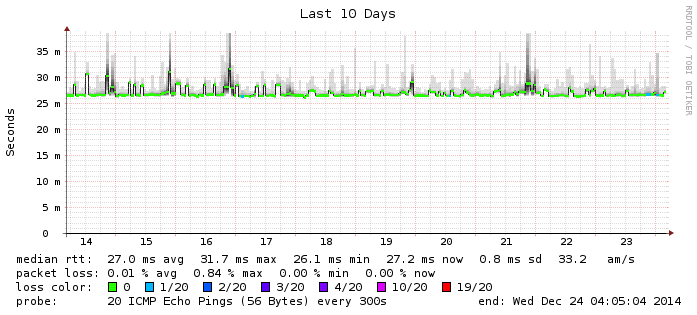 Last 10 Days
RRDTOOL / TOBI OETIKER
Seconds
35 m
30 m
25 m
20 m
15 m
10 m
5 m
0
14 15 16 17 18 19 20 21 22 23
median rtt: 27.0 ms avg 31.7 ms max 26.1 ms min 27.2 ms now 0.8 ms sd 33.2 am/s
packet loss: 0.01 % avg 0.84 % max 0.00 % min 0.00 % now
loss color: 0 1/20 2/20 3/20 4/20 10/20 19/20
probe: 20 ICMP Echo Pings (56 Bytes) every 300s end: Wed Dec 24 04:05:04 2014